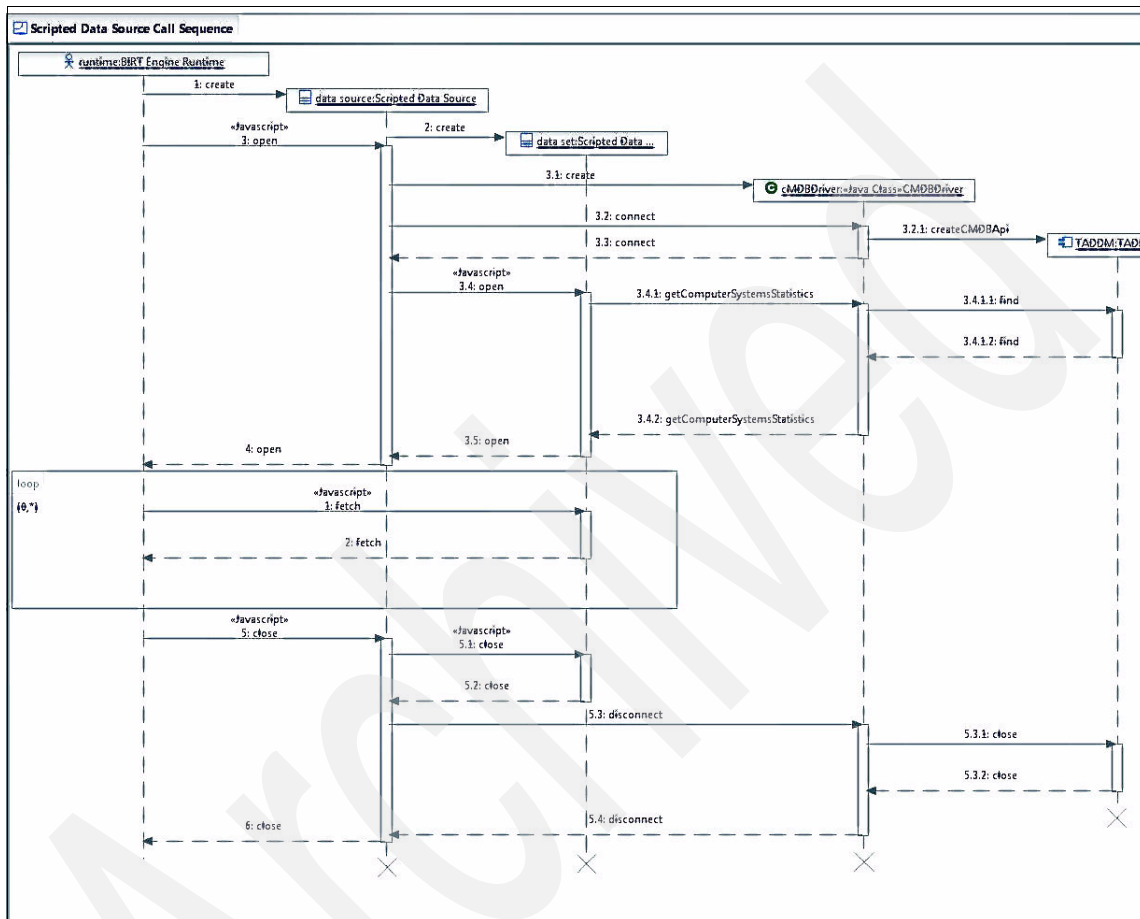 Scripted Data Source Call Sequence
runtime:BIRT Engine Runtime
1: create
data source:Scripted Data Source
«Javascript»
3: open
2: create
data set:Scripted Data ...
3.1: create
cMDBDriver:«Java Class»CMDBDriver
3.2: connect
3.2.1: createCMDBApi
3.3: connect
TADDM:TADD
«Javascript»
3.4: open
3.4.1: getComputerSystemsStatistics
3.4.1.1: find
3.4.1.2: find
3.4.2: getComputerSystemsStatistics
3.5: open
4: open
loop
(0,*)
«Javascript»
1: fetch
2: fetch
«Javascript»
5: close
«Javascript»
5.1: close
5.2: close
5.3: disconnect
5.3.1: close
5.3.2: close
5.4: disconnect
6: close
Archived